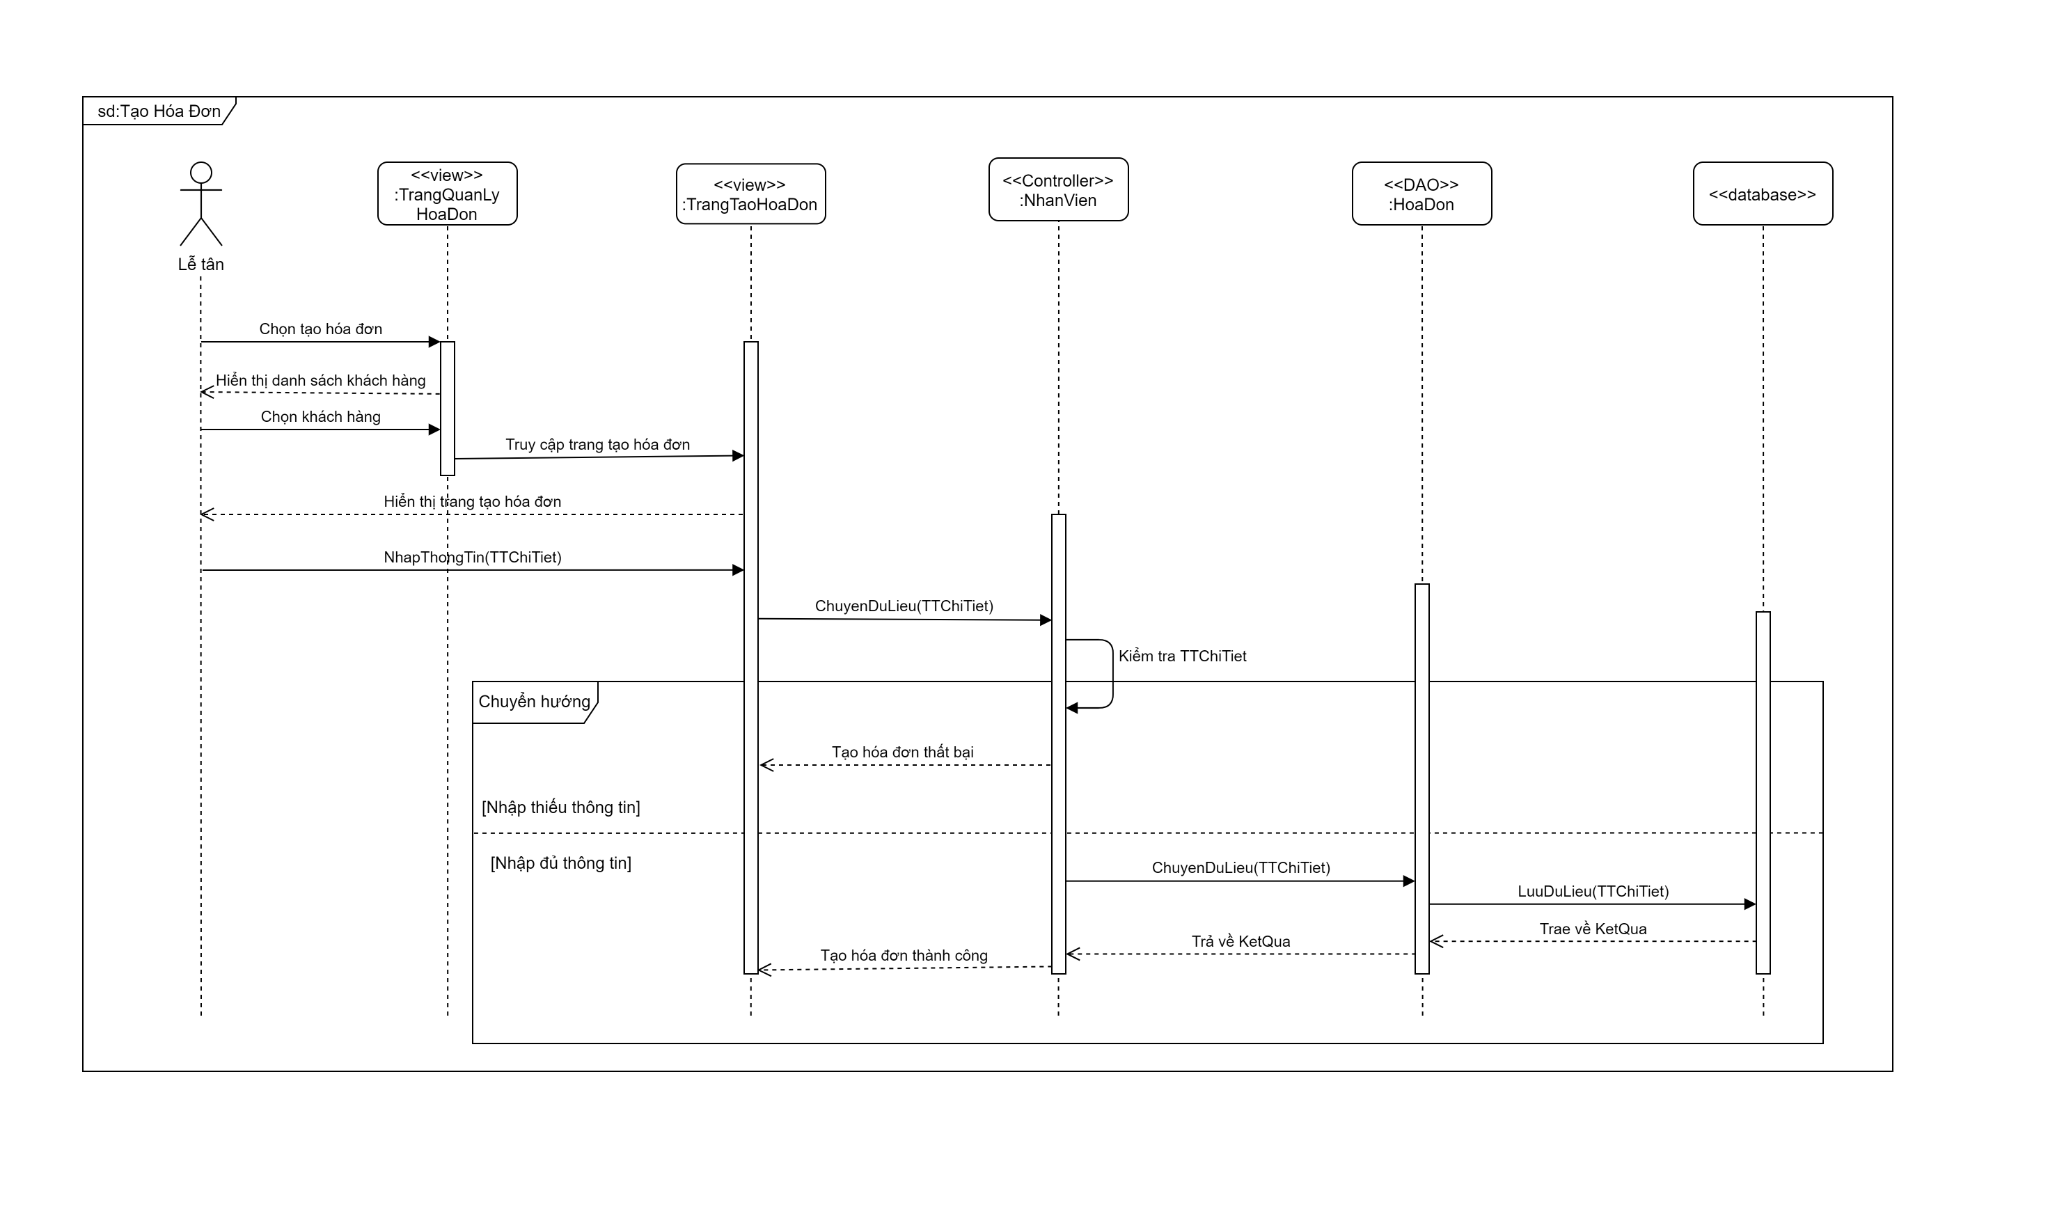 sd:Tạo Hóa Đơn
<<view>>
:TrangQuanLy
HoaDon
<<view>>
:TrangTaoHoaDon
<<Controller>>
:NhanVien
<<DAO>>
:HoaDon
<<database>>
Lễ tân
Chọn tạo hóa đơn
Hiển thị danh sách khách hàng
Chọn khách hàng
Truy cập trang tạo hóa đơn
Hiển thị trang tạo hóa đơn
NhapThongTin(TTChiTiet)
ChuyenDuLieu(TTChiTiet)
Kiểm tra TTChiTiet
Chuyển hướng
Tạo hóa đơn thất bại
[Nhập thiếu thông tin]
[Nhập đủ thông tin]
ChuyenDuLieu(TTChiTiet)
LuuDuLieu(TTChiTiet)
Trae về KetQua
Trả về KetQua
Tạo hóa đơn thành công